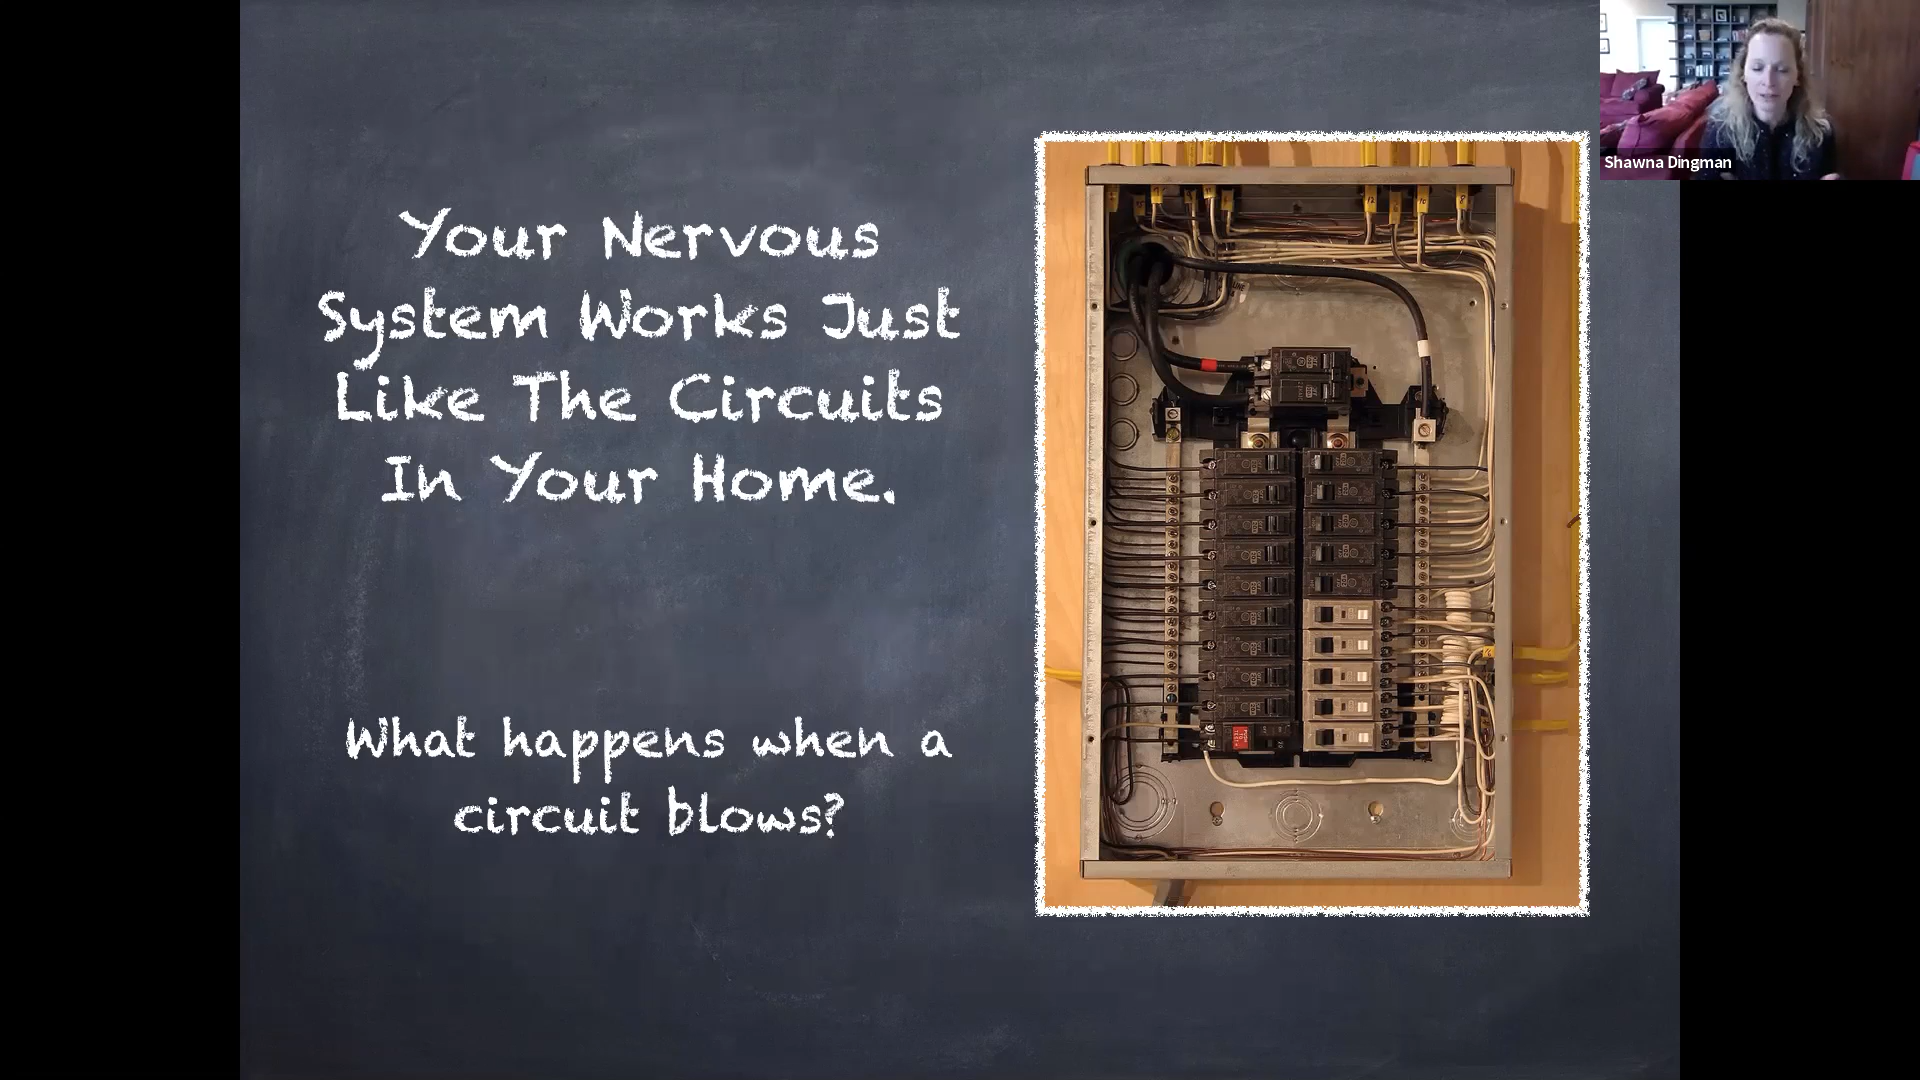 Your Nervous
System Works Just
Like The Circuits
In Your Home.
What happens when a
circuit blows?
Shawna Dingman